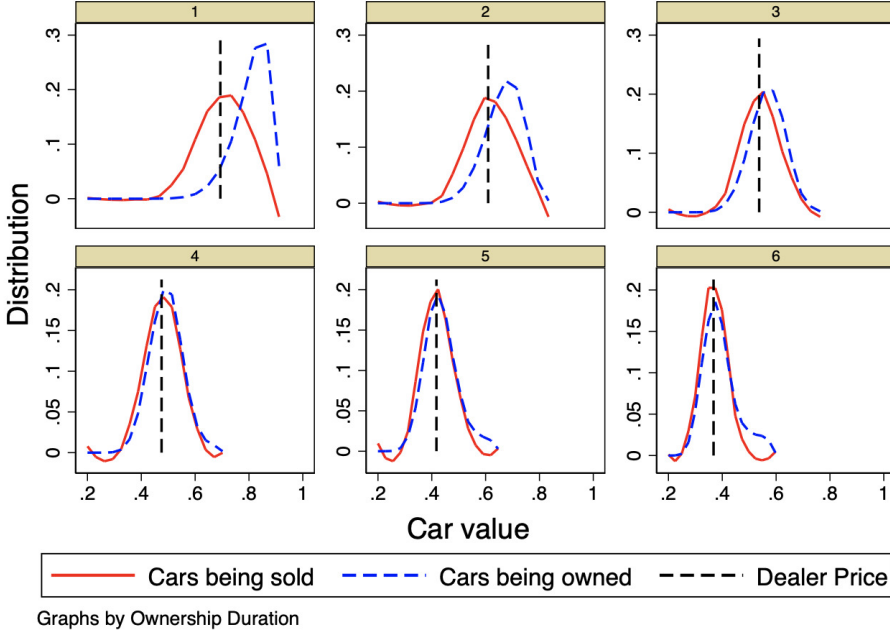 1
2
3
0 .1 .2 .3
0 .1 .2 .3
0 .1 .2 .3
4
5
6
0 .05 .1 .15 .2
0 .05 .1 .15 .2
0 .05 .1 .15 .2
.2 .4 .6 .8 1
.2 .4 .6 .8 1
.2 .4 .6 .8 1
Distribution
Car value
Cars being sold Cars being owned Dealer Price
Graphs by Ownership Duration